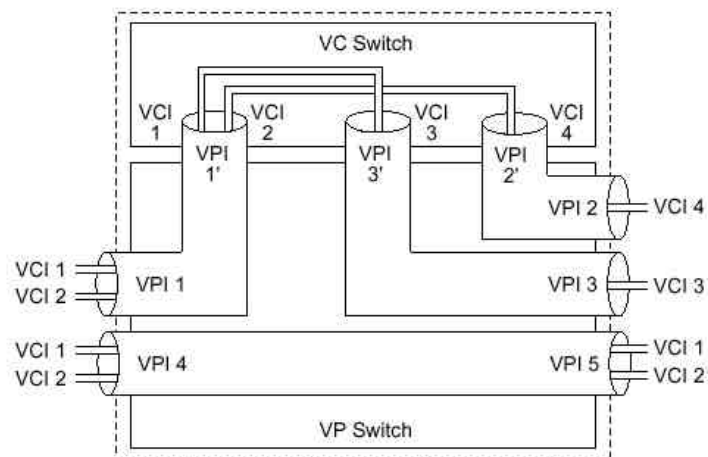 VC Switch
VCI 1
VCI 2
VCI 3
VCI 4
VPI 1'
VPI 3'
VPI 2'
VPI 2
VCI 4
VCI 1
VCI 2
VPI 1
VPI 3
VCI 3
VCI 1
VCI 2
VPI 4
VPI 5
VCI 1
VCI 2
VP Switch